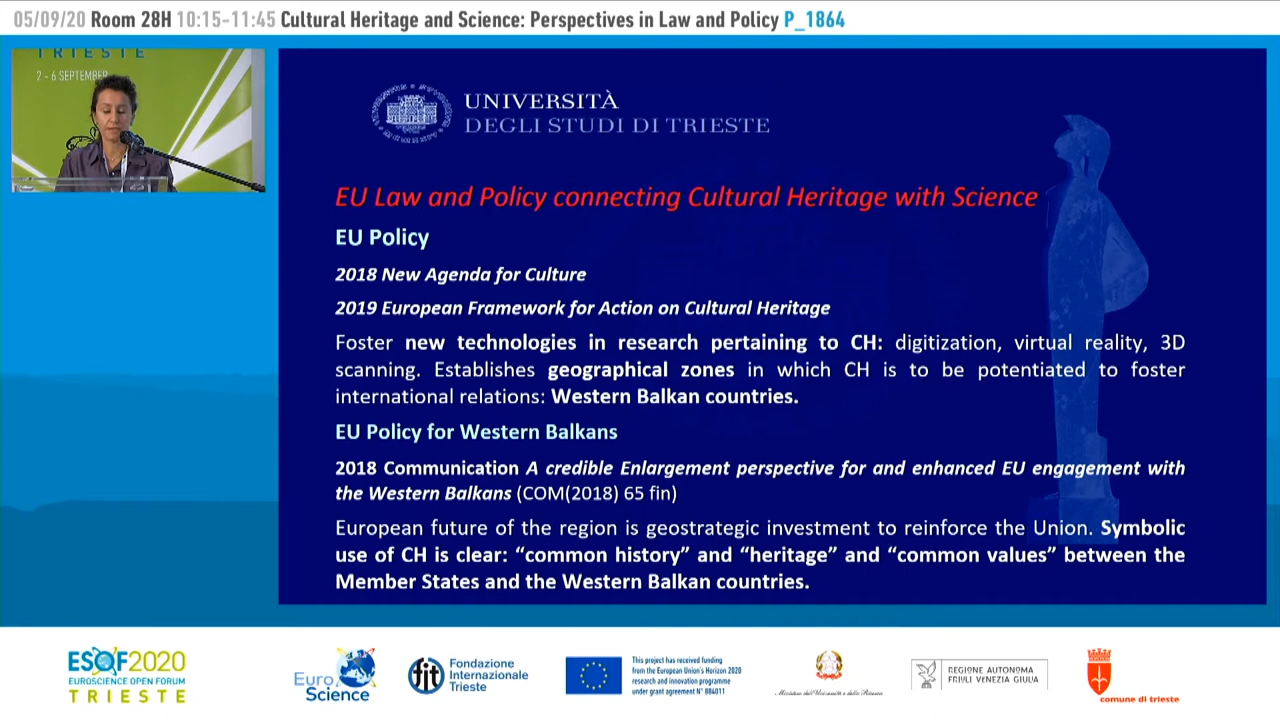 05/09/20 Room 28H 10:15-11:45 Cultural Heritage and Science: Perspectives in Law and Policy P_1864
TRIESTE
2 - 6 SEPTEMBER
UNIVERSITÀ
DEGLI STUDI DI TRIESTE
EU Law and Policy connecting Cultural Heritage with Science
EU Policy
2018 New Agenda for Culture
2019 European Framework for Action on Cultural Heritage
Foster new technologies in research pertaining to CH: digitization, virtual reality, 3D
scanning. Establishes geographical zones in which CH is to be potentiated to foster
international relations: Western Balkan countries.
EU Policy for Western Balkans
2018 Communication A credible Enlargement perspective for and enhanced EU engagement with
the Western Balkans (COM(2018) 65 fin)
European future of the region is geostrategic investment to reinforce the Union. Symbolic
use of CH is clear: “common history” and “heritage” and “common values” between the
Member States and the Western Balkan countries.
ESOF2020
EUROSCIENCE OPEN FORUM
TRIESTE
Euro
Science
fit
Fondazione
Internazionale
Trieste
This project has received funding
from the European Union's Horizon 2020
research and innovation programme
under grant agreement N° 884011
Ministero dell'Università e della Ricerca
REGIONE AUTONOMA
FRIULI VENEZIA GIULIA
comune di trieste